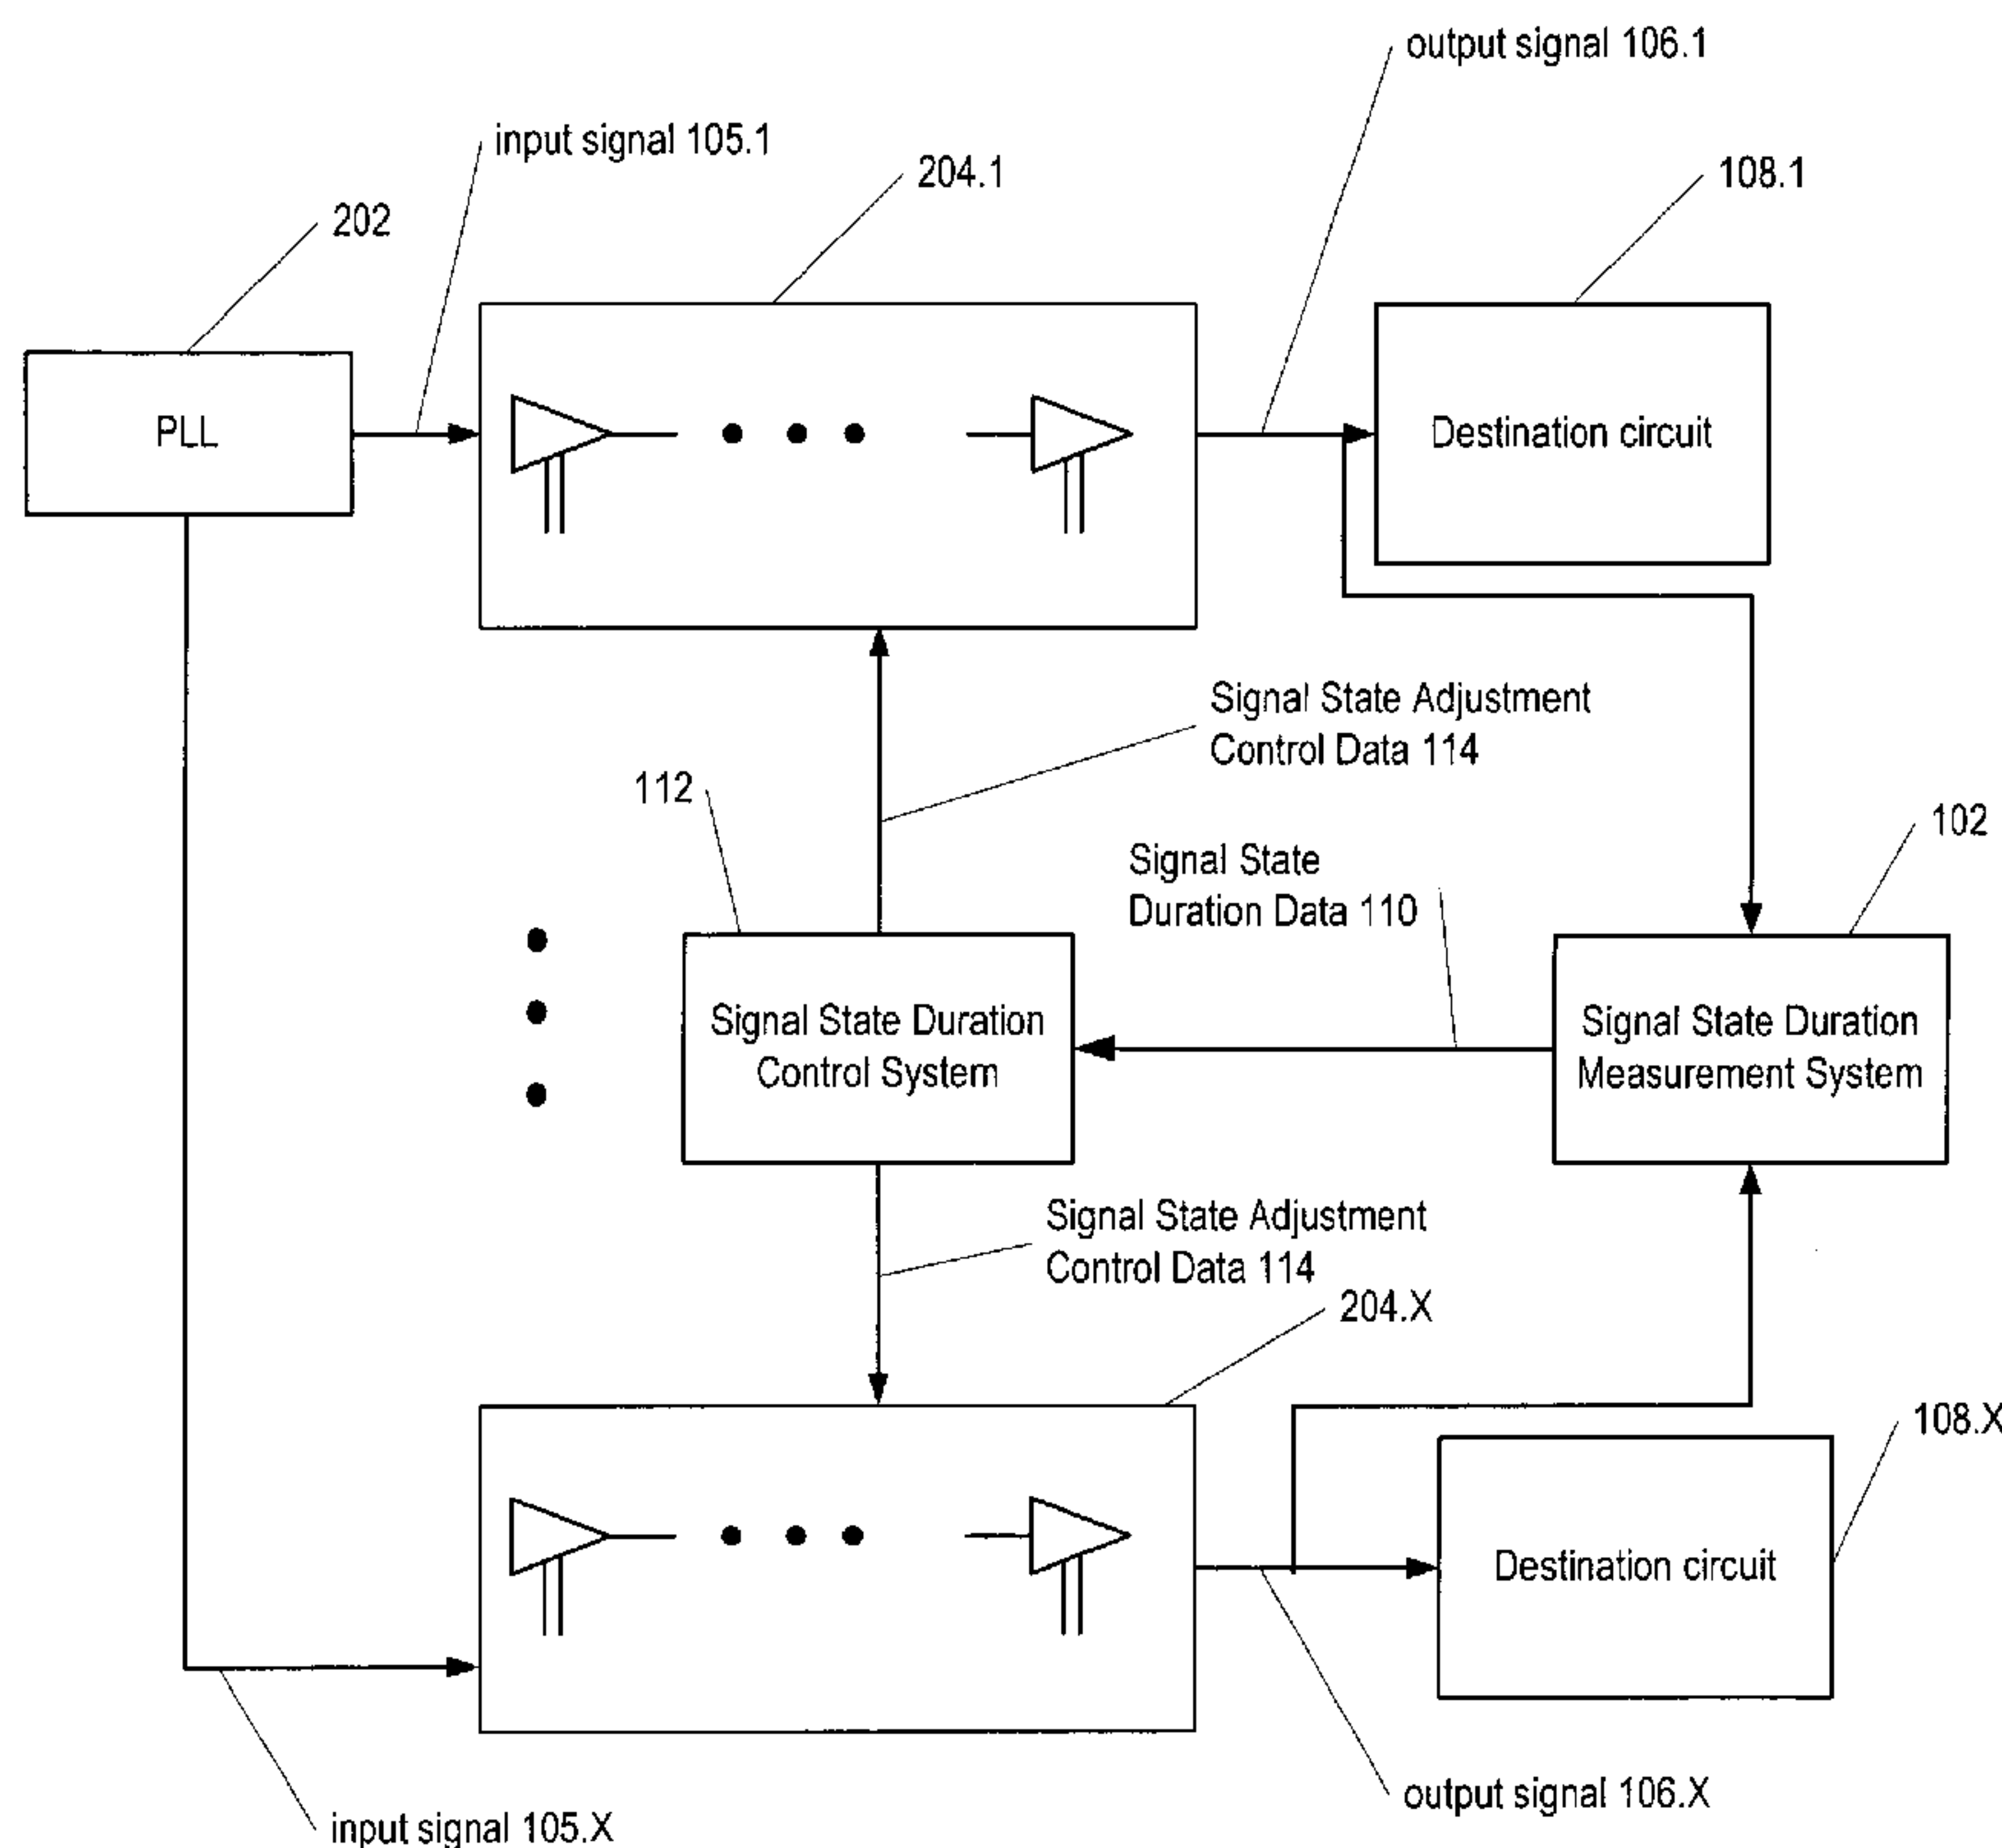 output signal 106.1
input signal 105.1
204.1
108.1
202
PLL
Destination circuit
Signal State Adjustment
Control Data 114
112
102
Signal State
Duration Data 110
Signal State Duration
Control System
Signal State Duration
Measurement System
Signal State Adjustment
Control Data 114
204.X
108.X
Destination circuit
output signal 106.X
input signal 105.X